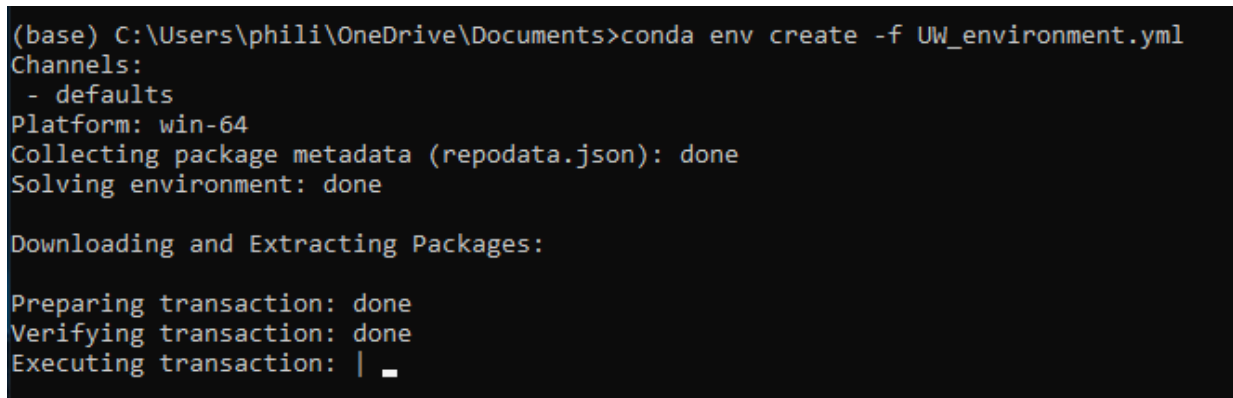 (base) C:\Users\phili\OneDrive\Documents>conda env create -f UW_environment.yml
Channels:
 - defaults
Platform: win-64
Collecting package metadata (repodata.json): done
Solving environment: done

Downloading and Extracting Packages:

Preparing transaction: done
Verifying transaction: done
Executing transaction: |